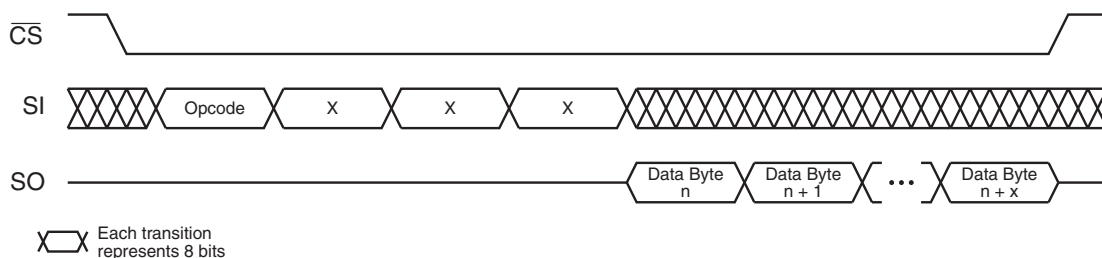 CS
SI
Opcode
X
X
X
SO
Data Byte
n
Data Byte
n + 1
•••
Data Byte
n + x
Each transition
represents 8 bits